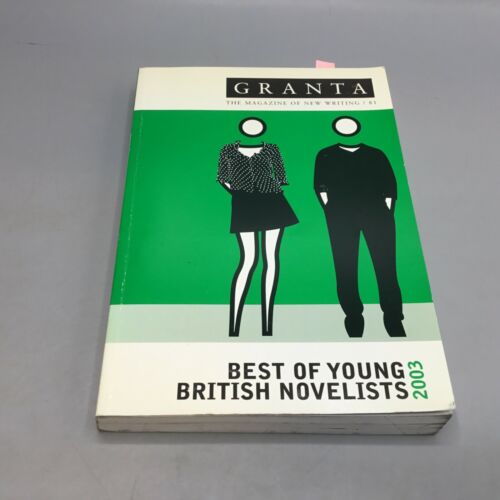 GRANTA
THE MAGAZINE OF NEW WRITING / 81
BEST OF YOUNG
BRITISH NOVELISTS
2003